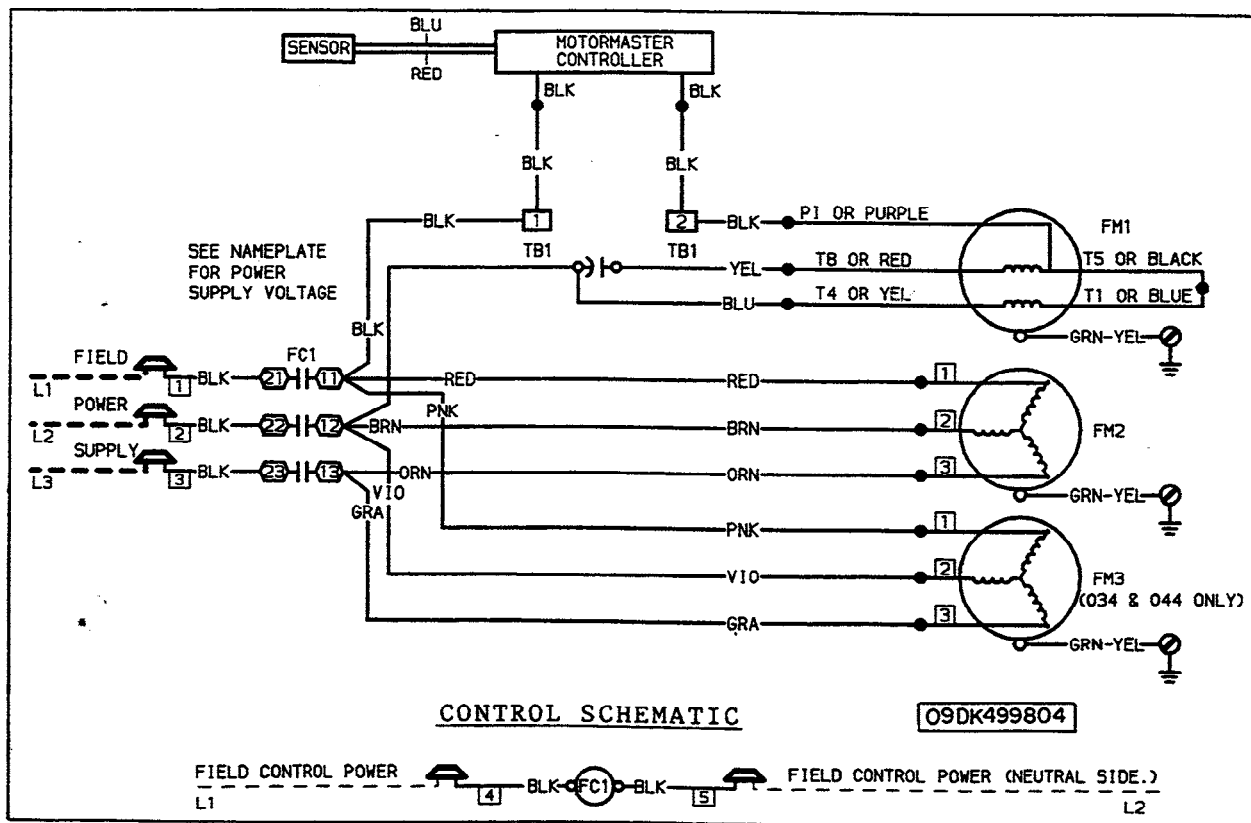 BLU
SENSOR
RED
MOTORMASTER
CONTROLLER
BLK
BLK
BLK
BLK
BLK
1
TB1
2
TB1
BLK
PI OR PURPLE
FM1
SEE NAMEPLATE
FOR POWER
SUPPLY VOLTAGE
YEL
T8 OR RED
T5 OR BLACK
BLU
T4 OR YEL
T1 OR BLUE
GRN-YEL
BLK
FIELD
L1
1
BLK
21
FC1
11
RED
RED
1
POWER
L2
2
BLK
22
12
PNK
BRN
BRN
2
FM2
SUPPLY
L3
3
BLK
23
13
ORN
ORN
3
GRN-YEL
VIO
GRA
PNK
1
VIO
2
FM3
(034 & 044 ONLY)
GRA
3
GRN-YEL
CONTROL SCHEMATIC
09DK499804
FIELD CONTROL POWER
L1
4
BLK
FC1
BLK
5
FIELD CONTROL POWER (NEUTRAL SIDE.)
L2